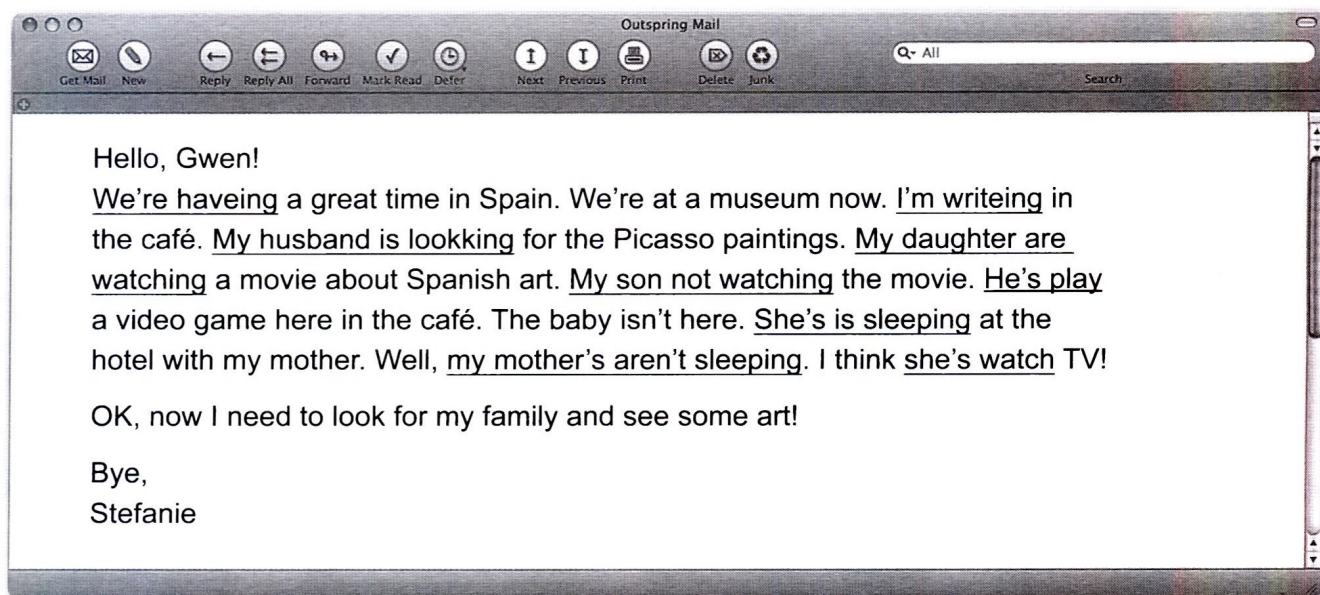 Outspring Mail
Get Mail New Reply Reply All Forward Mark Read Defer Next Previous Print Delete Junk All Search
Hello, Gwen!
We're haveing a great time in Spain. We're at a museum now. I'm writeing in
the café. My husband is lookking for the Picasso paintings. My daughter are
watching a movie about Spanish art. My son not watching the movie. He's play
a video game here in the café. The baby isn't here. She's is sleeping at the
hotel with my mother. Well, my mother's aren't sleeping. I think she's watch TV!
OK, now I need to look for my family and see some art!
Bye,
Stefanie